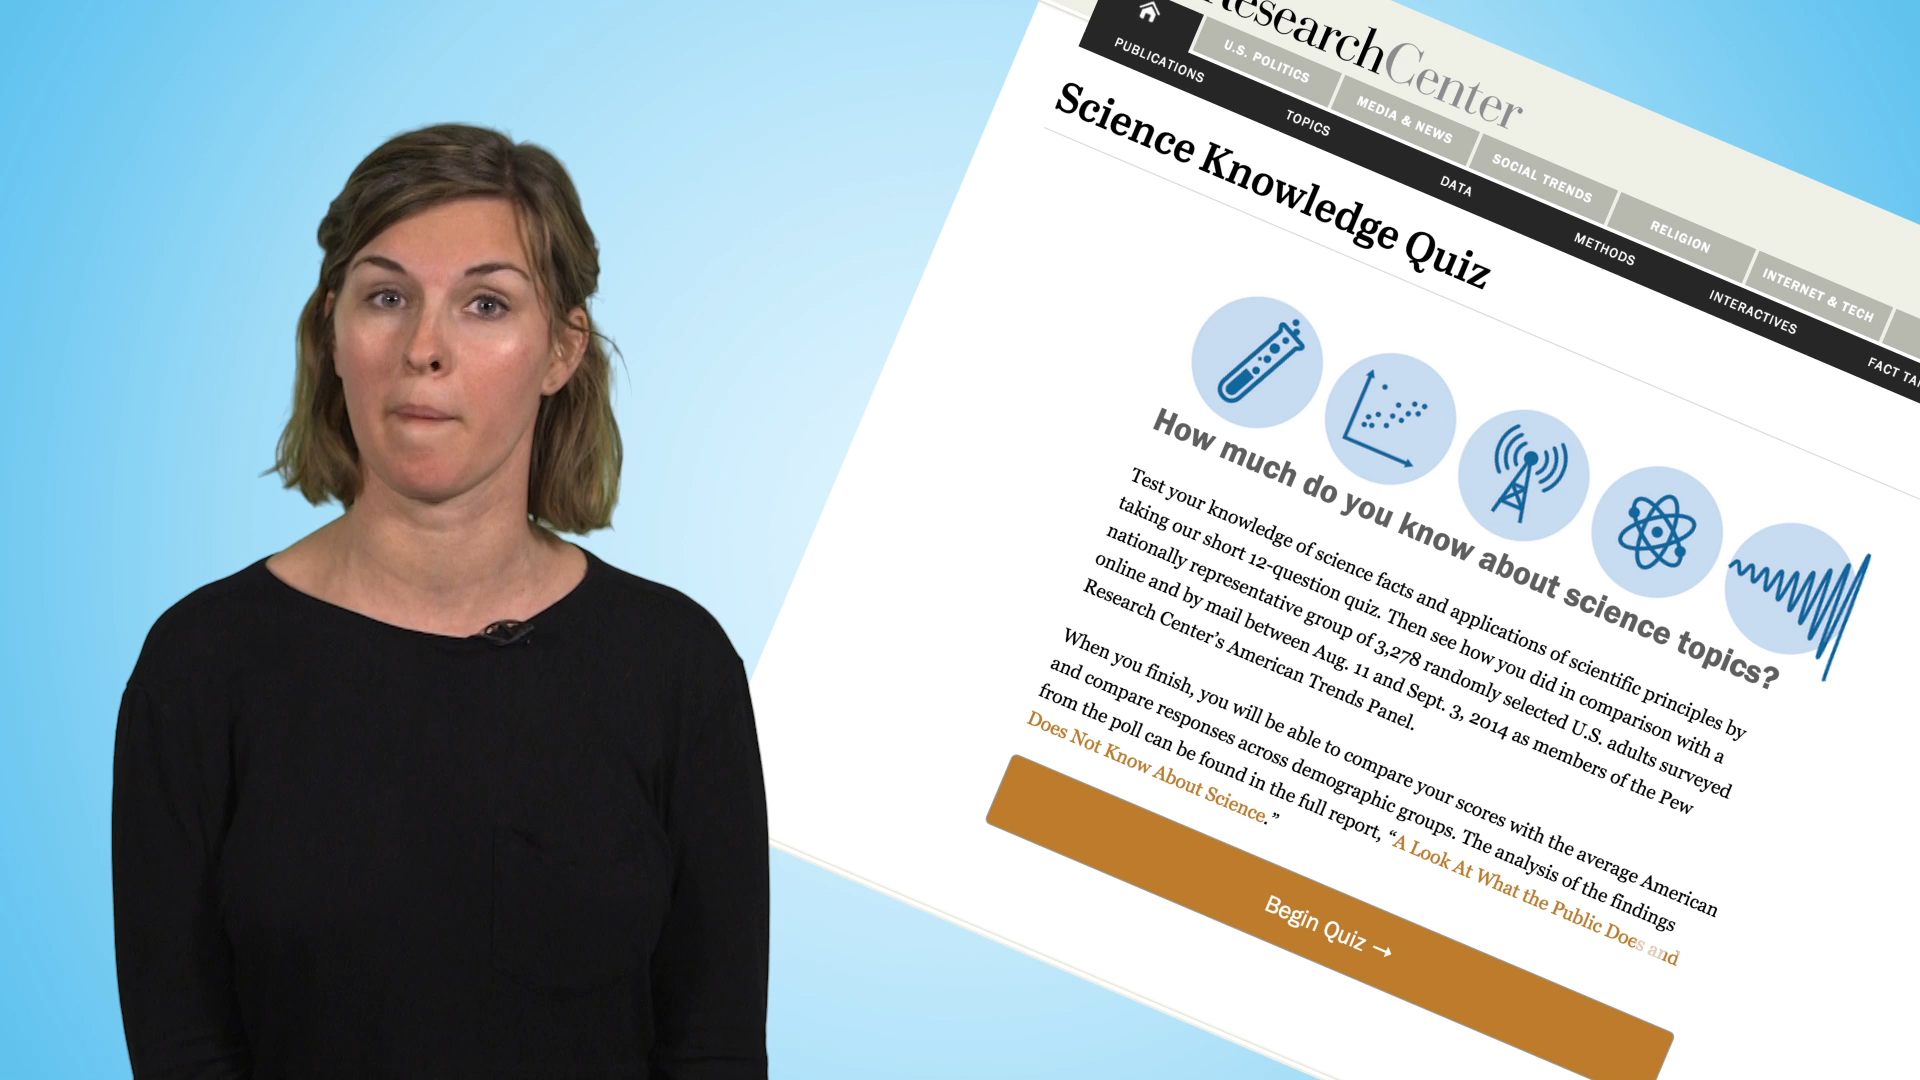 ResearchCenter
U.S. POLITICS
MEDIA & NEWS
SOCIAL TRENDS
RELIGION
INTERNET & TECH
PUBLICATIONS
TOPICS
DATA
METHODS
INTERACTIVES
FACT
Science Knowledge Quiz
How much do you know about science topics?
Test your knowledge of science facts and applications of scientific principles by
taking our short 12-question quiz. Then see how you did in comparison with a
nationally representative group of 3,278 randomly selected U.S. adults surveyed
online and by mail between Aug. 11 and Sept. 3, 2014 as members of the Pew
Research Center’s American Trends Panel.
When you finish, you will be able to compare your scores with the average American
and compare responses across demographic groups. The analysis of the findings
from the poll can be found in the full report, “A Look At What the Public Does and
Does Not Know About Science.”
Begin Quiz →